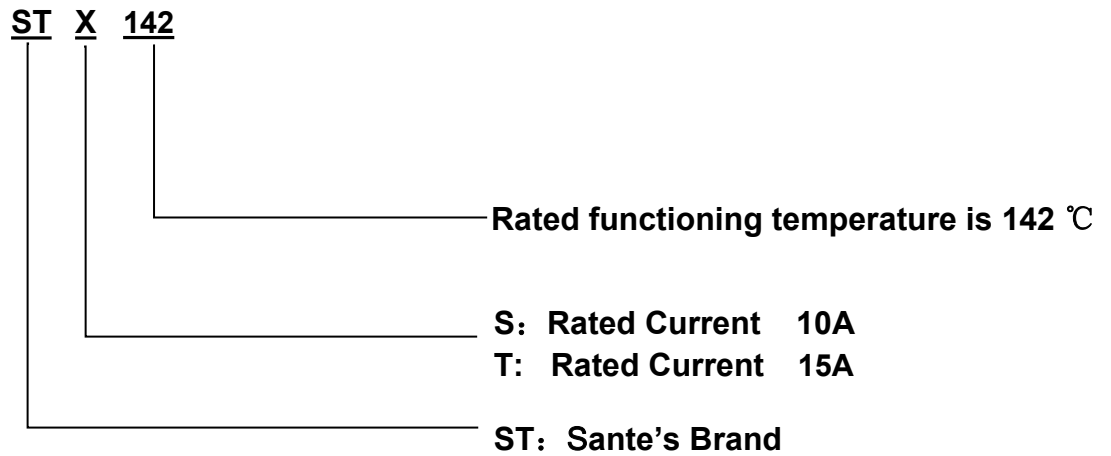 ST X 142
Rated functioning temperature is 142 ℃
S：Rated Current 10A
T: Rated Current 15A
ST：Sante’s Brand